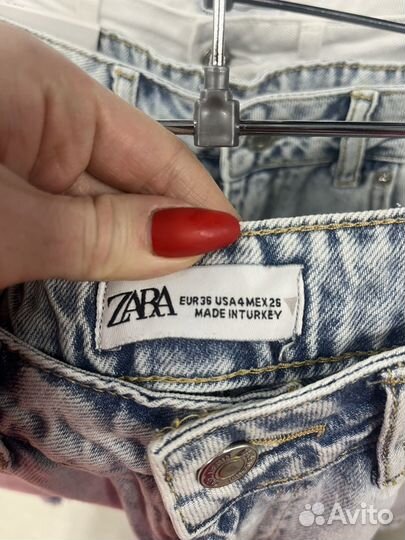 ZARA
EUR 36 USA 4 MEX 26
MADE IN TURKEY
Avito